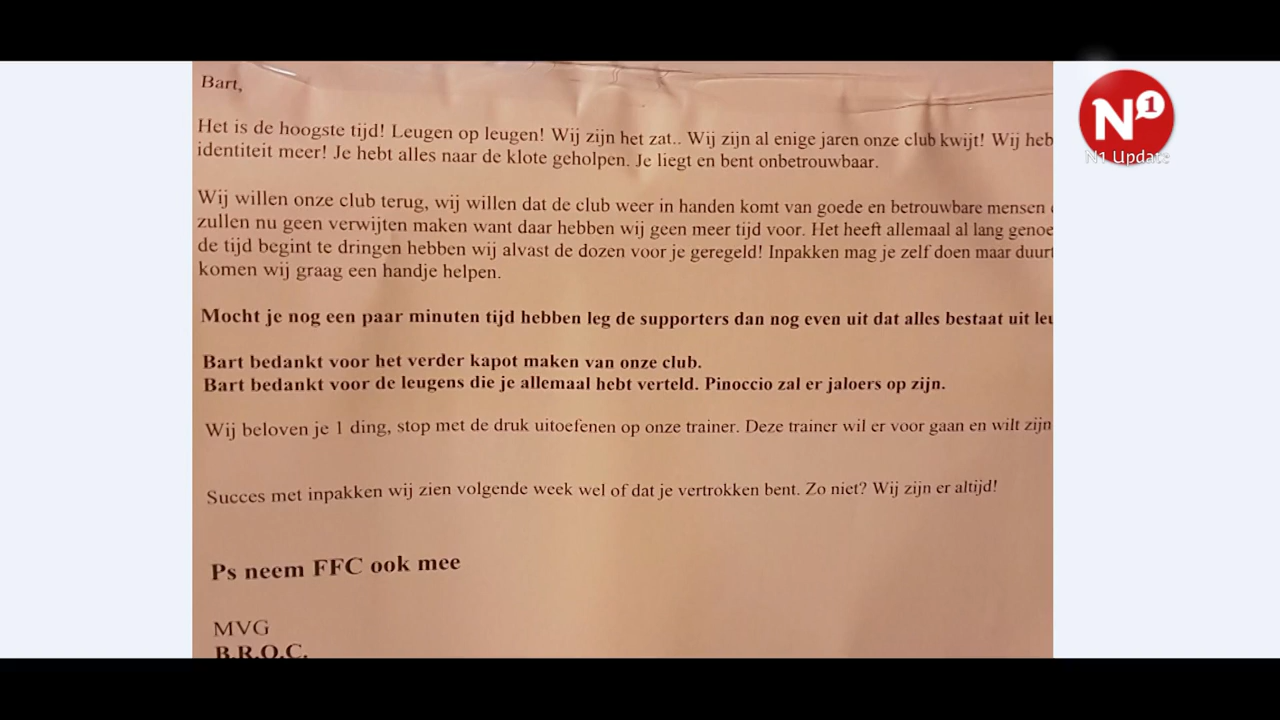 Bart,
Het is de hoogste tijd! Leugen op leugen! Wij zijn het zat.. Wij zijn al enige jaren onze club kwijt! Wij heb
identiteit meer! Je hebt alles naar de klote geholpen. Je liegt en bent onbetrouwbaar.
Wij willen onze club terug, wij willen dat de club weer in handen komt van goede en betrouwbare mensen
zullen nu geen verwijten maken want daar hebben wij geen meer tijd voor. Het heeft allemaal al lang genoe
de tijd begint te dringen hebben wij alvast de dozen voor je geregeld! Inpakken mag je zelf doen maar duurt
komen wij graag een handje helpen.
Mocht je nog een paar minuten tijd hebben leg de supporters dan nog even uit dat alles bestaat uit leu
Bart bedankt voor het verder kapot maken van onze club.
Bart bedankt voor de leugens die je allemaal hebt verteld. Pinoccio zal er jaloers op zijn.
Wij beloven je 1 ding, stop met de druk uitoefenen op onze trainer. Deze trainer wil er voor gaan en wilt zijn
Succes met inpakken wij zien volgende week wel of dat je vertrokken bent. Zo niet? Wij zijn er altijd!
Ps neem FFC ook mee
MVG
B.R.O.C.
N1
N1 Update